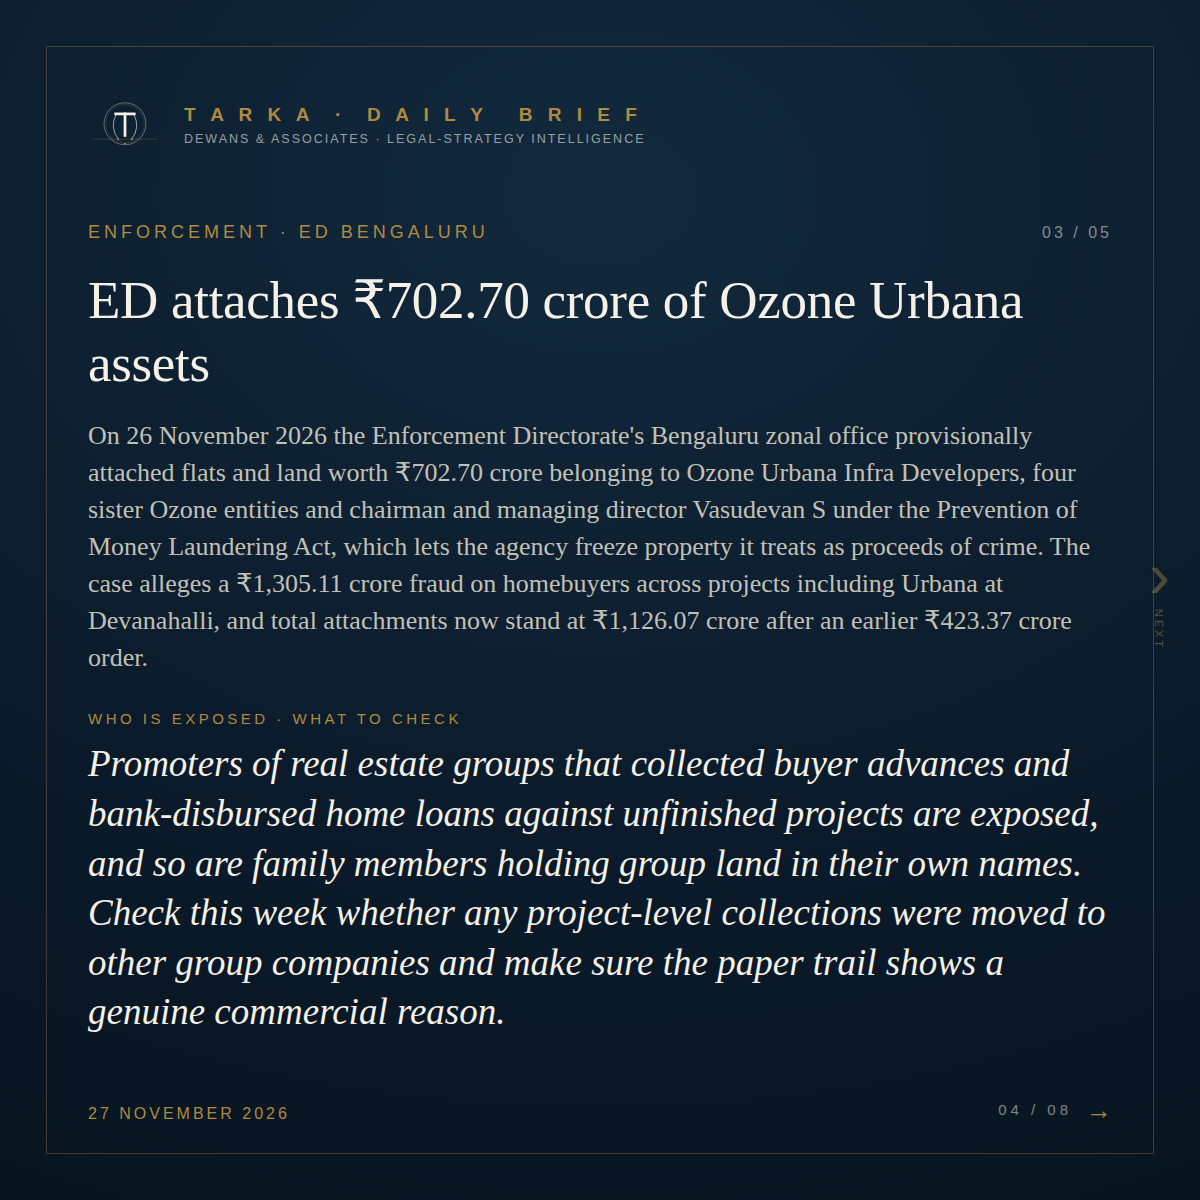 T
TARKA · DAILY BRIEF
DEWANS & ASSOCIATES · LEGAL-STRATEGY INTELLIGENCE
ENFORCEMENT · ED BENGALURU
03 / 05
ED attaches ₹702.70 crore of Ozone Urbana
assets
On 26 November 2026 the Enforcement Directorate's Bengaluru zonal office provisionally
attached flats and land worth ₹702.70 crore belonging to Ozone Urbana Infra Developers, four
sister Ozone entities and chairman and managing director Vasudevan S under the Prevention of
Money Laundering Act, which lets the agency freeze property it treats as proceeds of crime. The
case alleges a ₹1,305.11 crore fraud on homebuyers across projects including Urbana at
Devanahalli, and total attachments now stand at ₹1,126.07 crore after an earlier ₹423.37 crore
order.
› NEXT
WHO IS EXPOSED · WHAT TO CHECK
Promoters of real estate groups that collected buyer advances and
bank-disbursed home loans against unfinished projects are exposed,
and so are family members holding group land in their own names.
Check this week whether any project-level collections were moved to
other group companies and make sure the paper trail shows a
genuine commercial reason.
27 NOVEMBER 2026
04 / 08 →